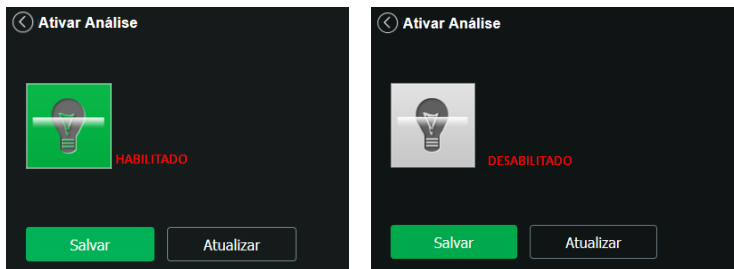 Ativar Análise
HABILITADO
Salvar
Atualizar
Ativar Análise
DESABILITADO
Salvar
Atualizar